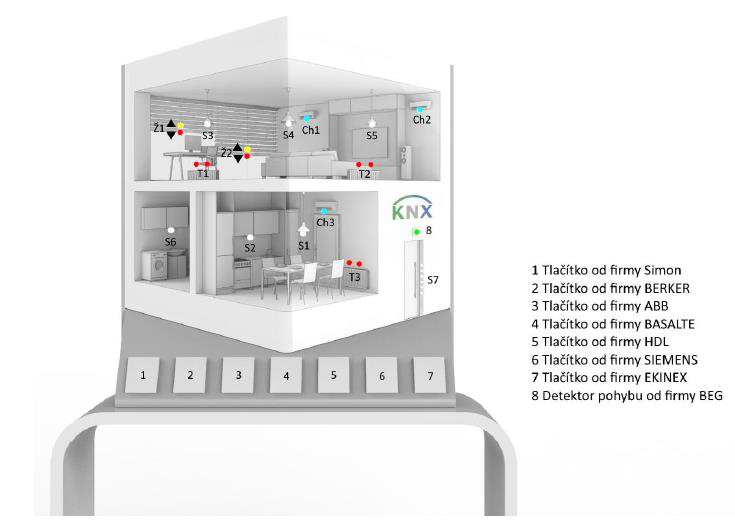 Ž1
S3
S4
Ch1
S5
Ch2
Ž2
T1
T2
KNX
Ch3
8
S6
S2
S1
T3
S7
1 2 3 4 5 6 7
1 Tlačítko od firmy Simon
2 Tlačítko od firmy BERKER
3 Tlačítko od firmy ABB
4 Tlačítko od firmy BASALTE
5 Tlačítko od firmy HDL
6 Tlačítko od firmy SIEMENS
7 Tlačítko od firmy EKINEX
8 Detektor pohybu od firmy BEG